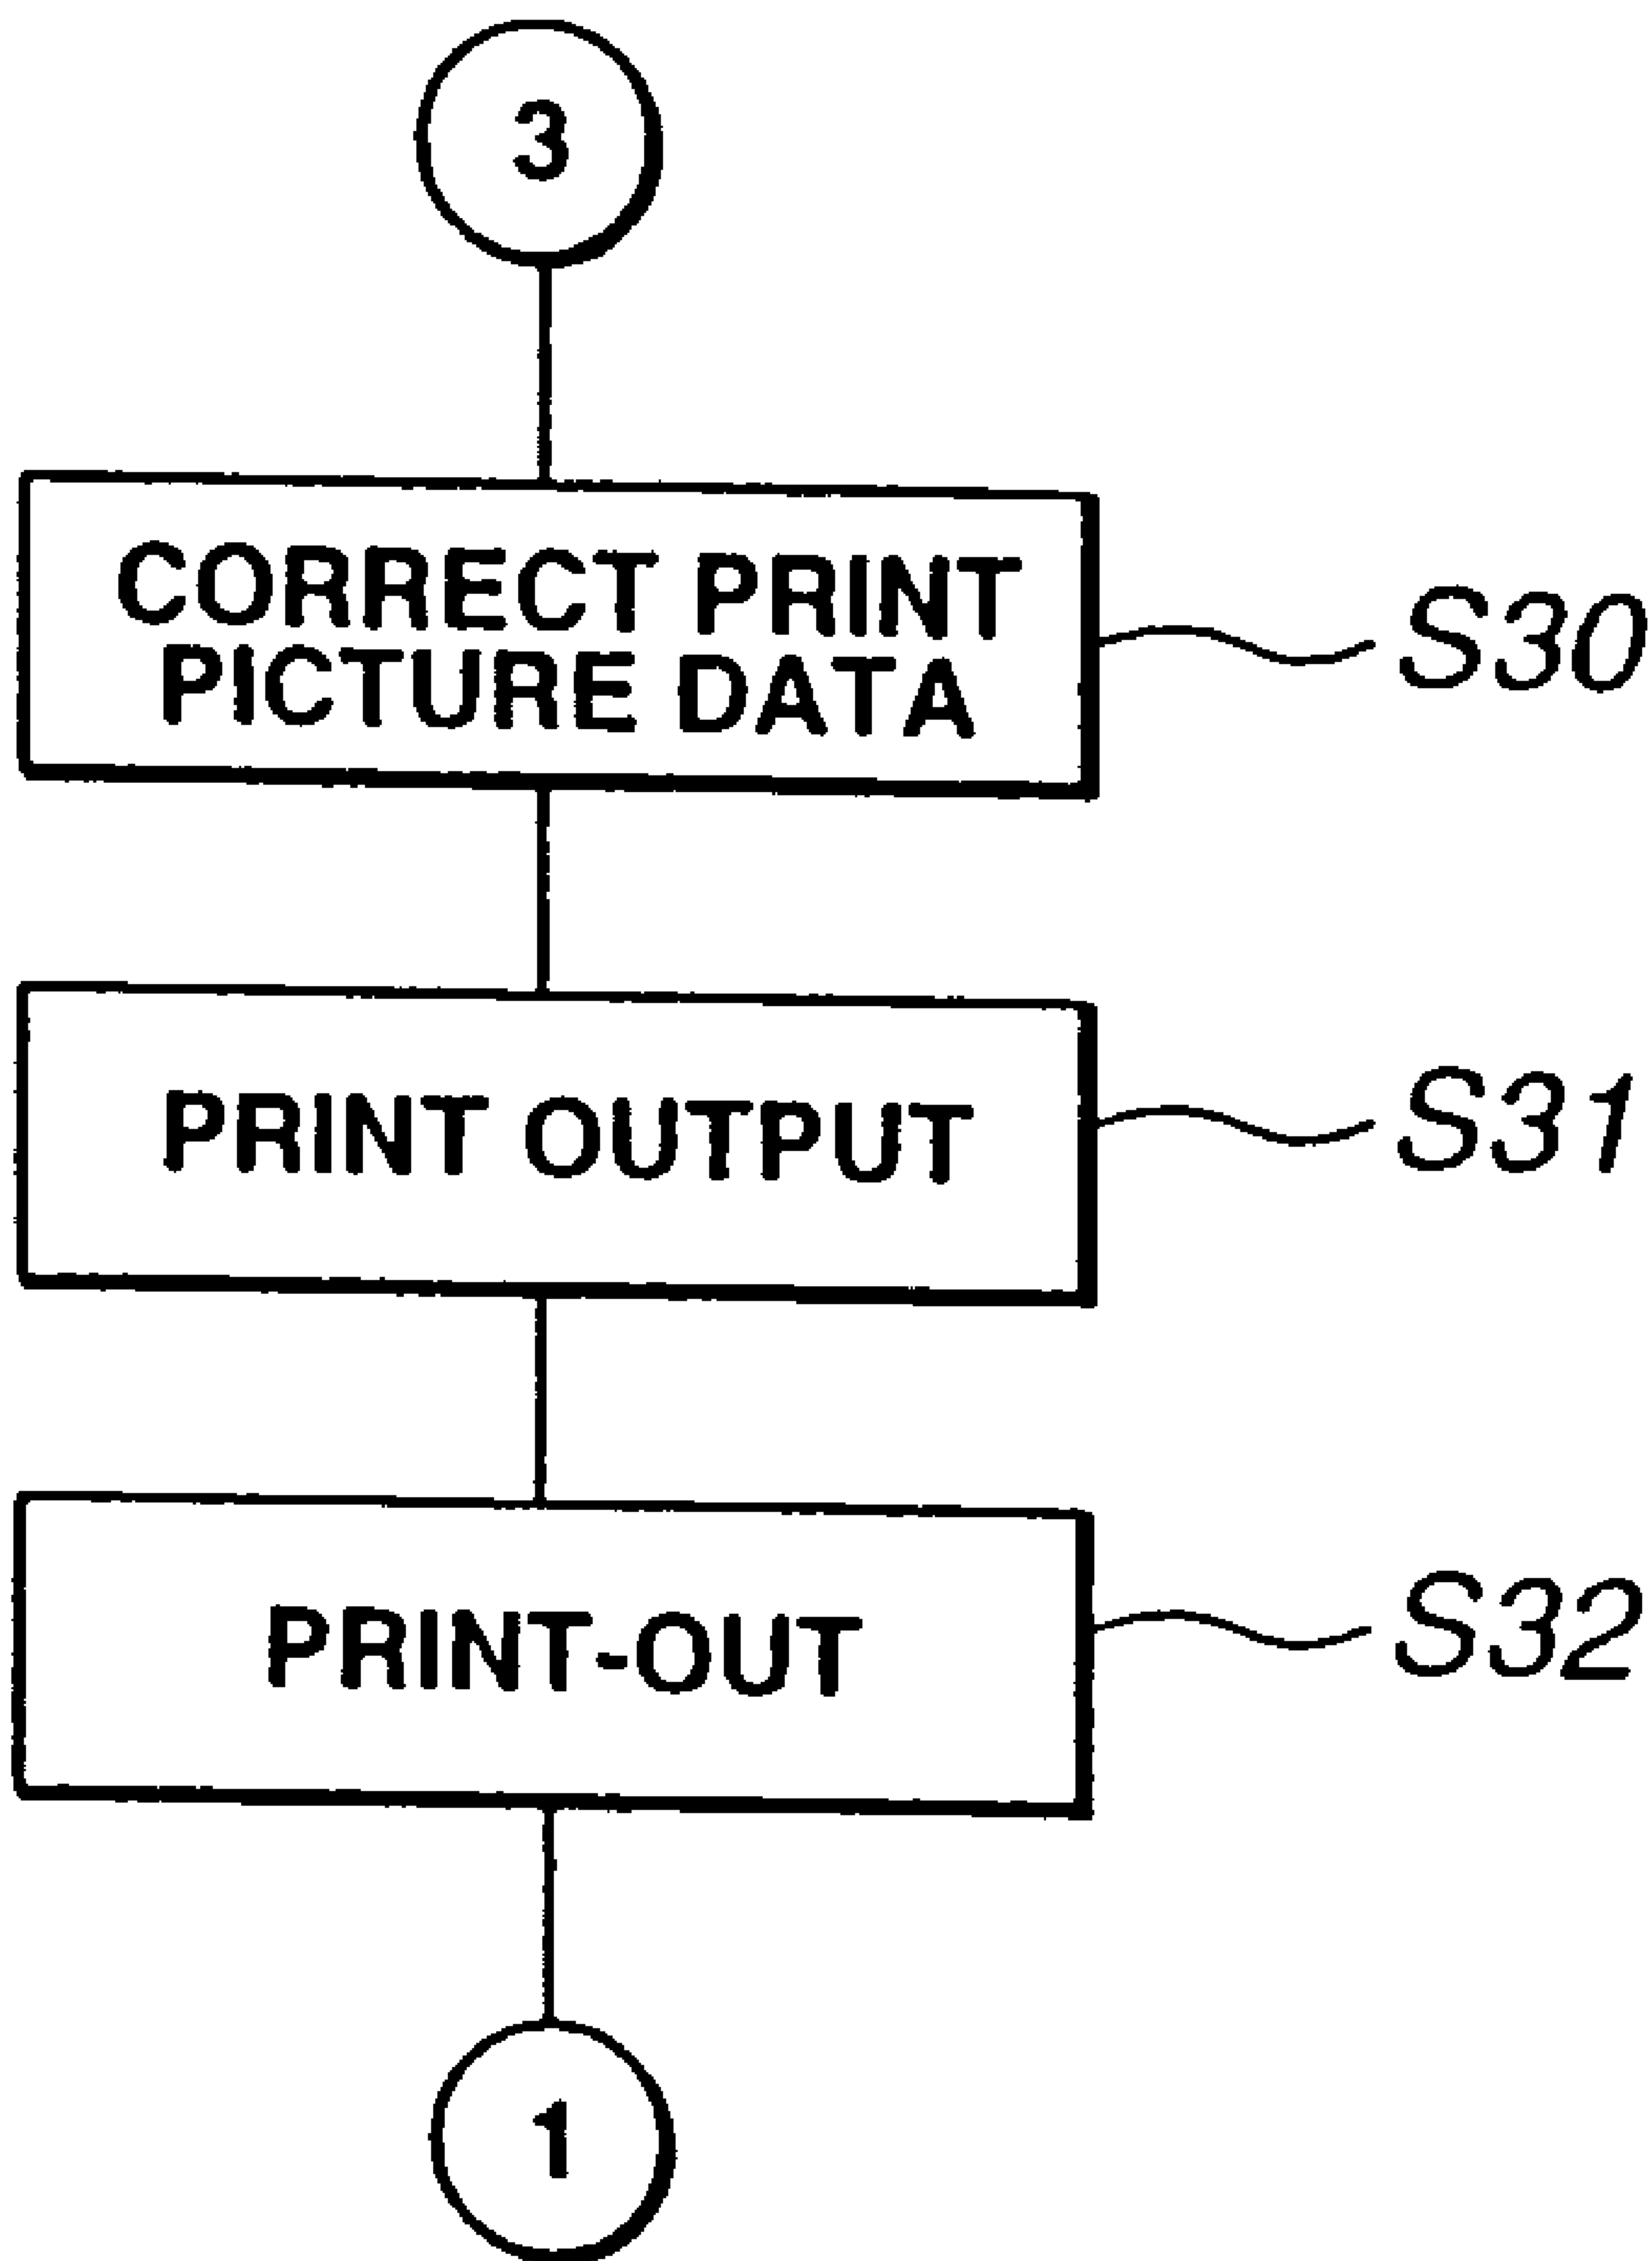 3
CORRECT PRINT
PICTURE DATA
S30
PRINT OUTPUT
S31
PRINT-OUT
S32
1